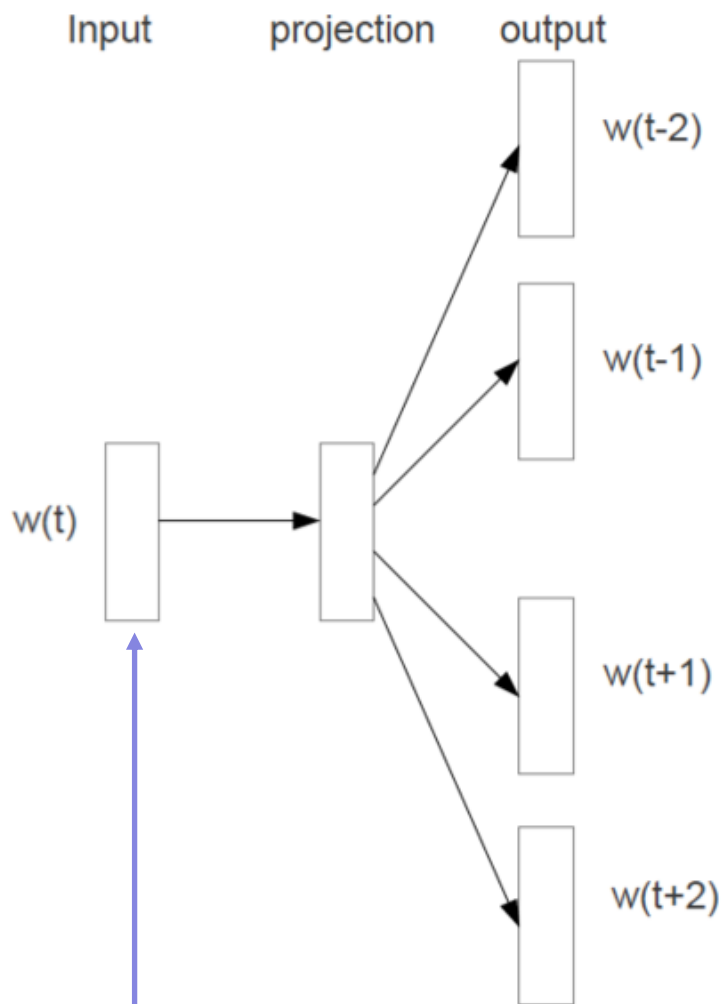 Input projection output
w(t-2)
w(t-1)
w(t)
w(t+1)
w(t+2)